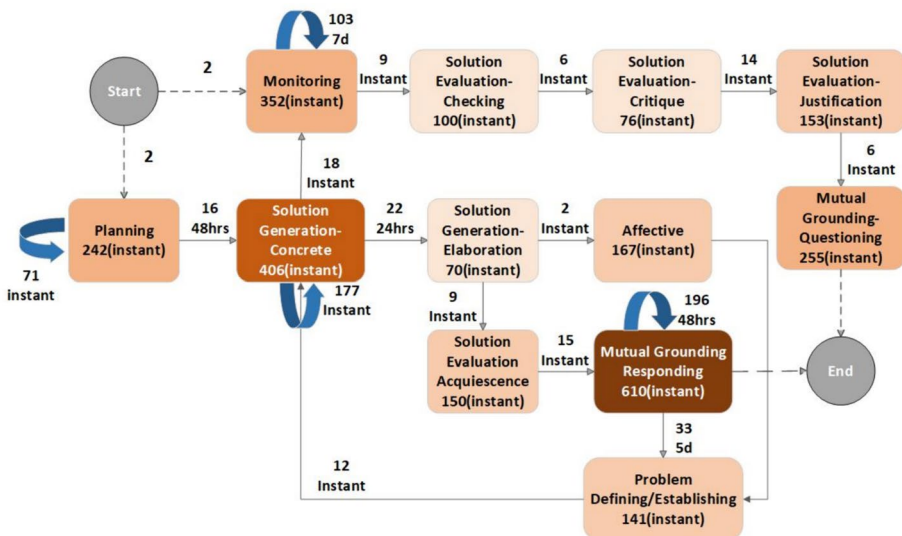 103
7d
2
Monitoring
352(instant)
9
Instant
Solution
Evaluation-
Checking
100(instant)
6
Instant
Solution
Evaluation-
Critique
76(instant)
14
Instant
Solution
Evaluation-
Justification
153(instant)
Start
2
18
Instant
6
Instant
Planning
242(instant)
71
instant
16
48hrs
Solution
Generation-
Concrete
406(instant)
177
Instant
22
24hrs
Solution
Generation-
Elaboration
70(instant)
2
Instant
Affective
167(instant)
Mutual
Grounding-
Questioning
255(instant)
9
Instant
196
48hrs
Solution
Evaluation
Acquiescence
150(instant)
15
Instant
Mutual Grounding
Responding
610(instant)
End
33
5d
12
Instant
Problem
Defining/Establishing
141(instant)